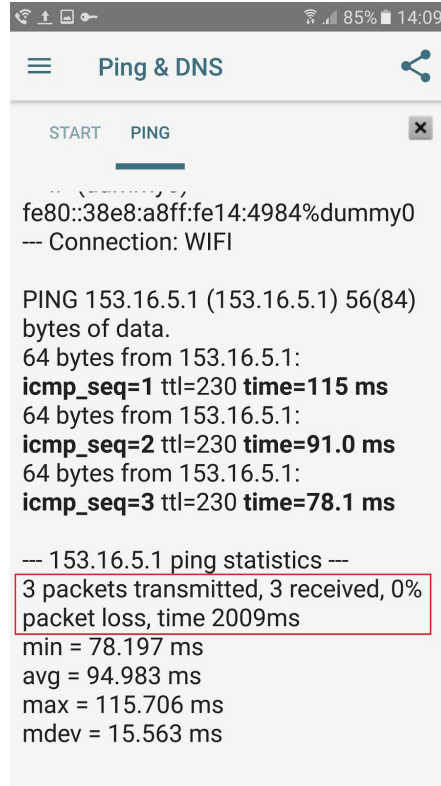 85% 14:09
Ping & DNS
START PING
fe80::38e8:a8ff:fe14:4984%dummy0
--- Connection: WIFI
PING 153.16.5.1 (153.16.5.1) 56(84)
bytes of data.
64 bytes from 153.16.5.1:
icmp_seq=1 ttl=230 time=115 ms
64 bytes from 153.16.5.1:
icmp_seq=2 ttl=230 time=91.0 ms
64 bytes from 153.16.5.1:
icmp_seq=3 ttl=230 time=78.1 ms
--- 153.16.5.1 ping statistics ---
3 packets transmitted, 3 received, 0%
packet loss, time 2009ms
min = 78.197 ms
avg = 94.983 ms
max = 115.706 ms
mdev = 15.563 ms